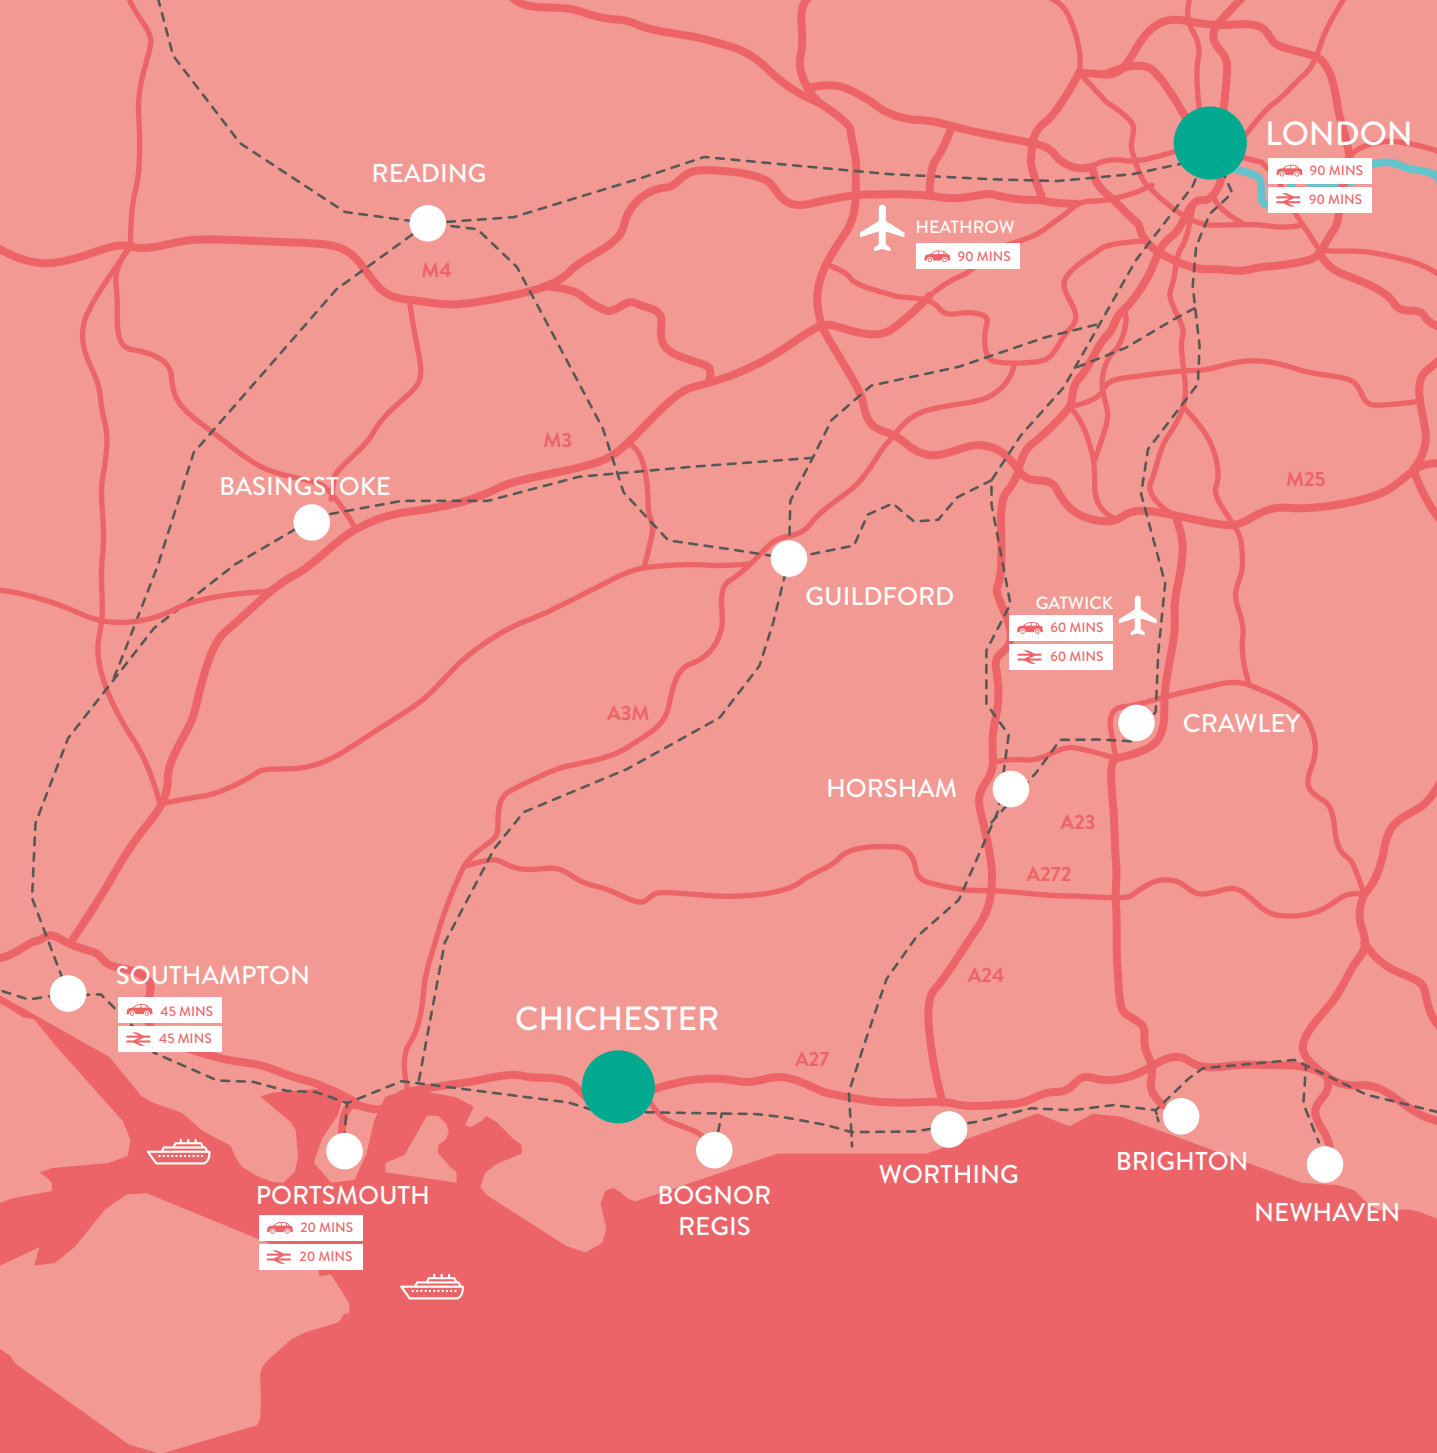 LONDON
90 MINS
90 MINS
READING
HEATHROW
90 MINS
M4
M3
M25
BASINGSTOKE
GUILDFORD
GATWICK
60 MINS
60 MINS
A3M
CRAWLEY
HORSHAM
A23
A272
SOUTHAMPTON
45 MINS
45 MINS
A24
CHICHESTER
A27
PORTSMOUTH
20 MINS
20 MINS
BOGNOR
REGIS
WORTHING
BRIGHTON
NEWHAVEN